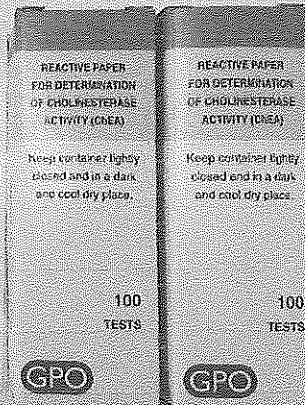 REACTIVE PAPER
FOR DETERMINATION
OF CHOLINESTERASE
ACTIVITY (ChEA)
Keep container tightly
closed and in a dark
and cool dry place.
100
TESTS
GPO
REACTIVE PAPER
FOR DETERMINATION
OF CHOLINESTERASE
ACTIVITY (ChEA)
Keep container tightly
closed and in a dark
and cool dry place.
100
TESTS
GPO